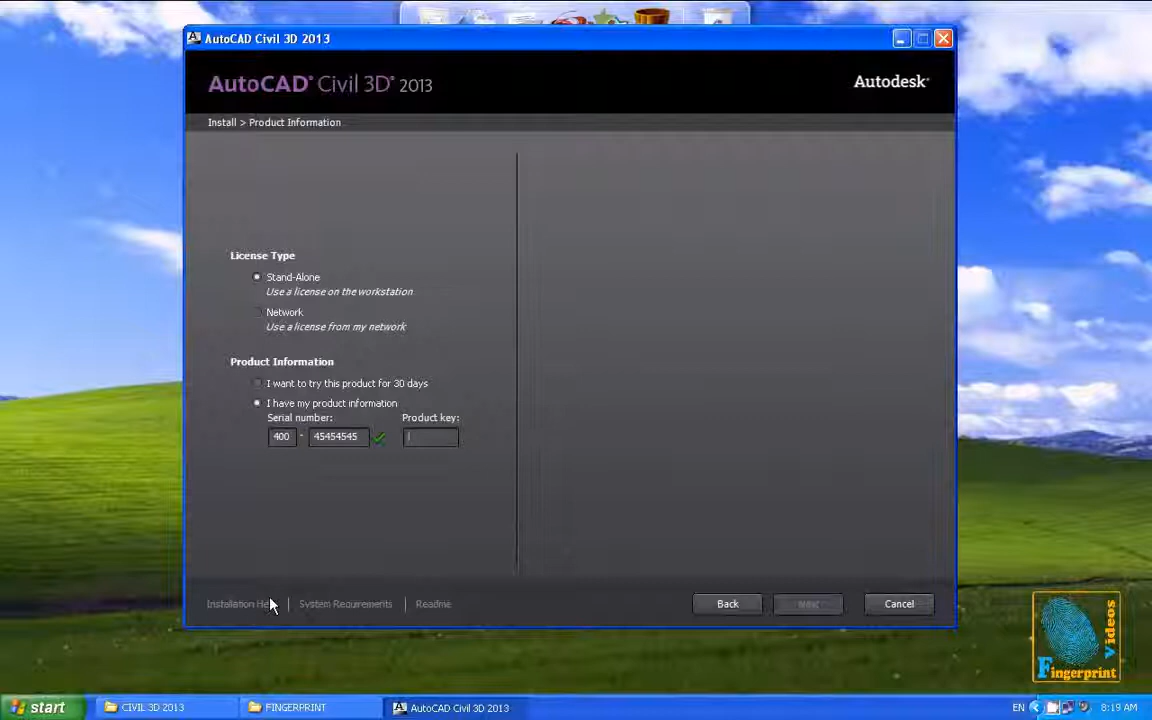 AutoCAD Civil 3D 2013
AutoCAD® Civil 3D® 2013
Autodesk®
Install > Product Information
License Type
Stand-Alone
Use a license on the workstation
Network
Use a license from my network
Product Information
I want to try this product for 30 days
I have my product information
Serial number:
Product key:
400 - 45454545
Installation
System Requirements
Readme
Back
Next
Cancel
Fingerprint
Videos
start
CIVIL 3D 2013
FINGERPRINT
AutoCAD Civil 3D 2013
EN
8:19 AM